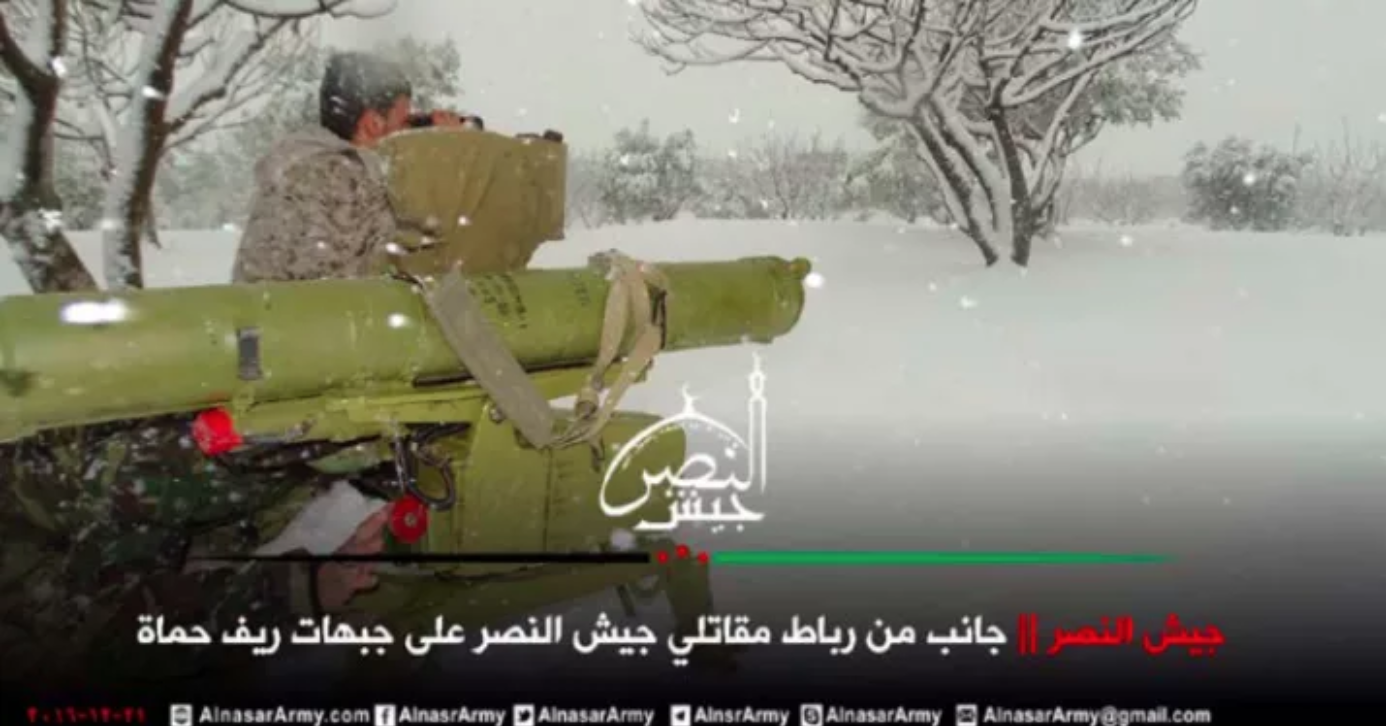 النصر
جيش
جيش النصر || جانب من رباط مقاتلي جيش النصر على جبهات ريف حماة
٢٠١٦-١٢-٢١ AlnasarArmy.com AlnasrArmy AlnasarArmy AlnsrArmy AlnasarArmy AlnasarArmy@gmail.com